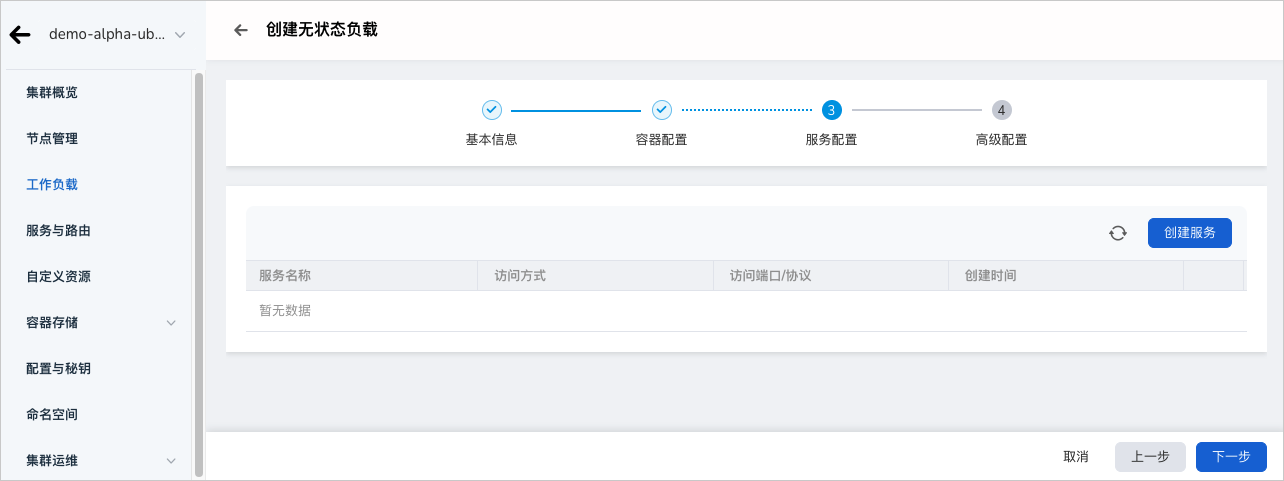 demo-alpha-ub...
集群概览
节点管理
工作负载
服务与路由
自定义资源
容器存储
配置与秘钥
命名空间
集群运维
创建无状态负载
3 4
基本信息 容器配置 服务配置 高级配置
创建服务
服务名称 访问方式 访问端口/协议 创建时间
暂无数据
取消 上一步 下一步